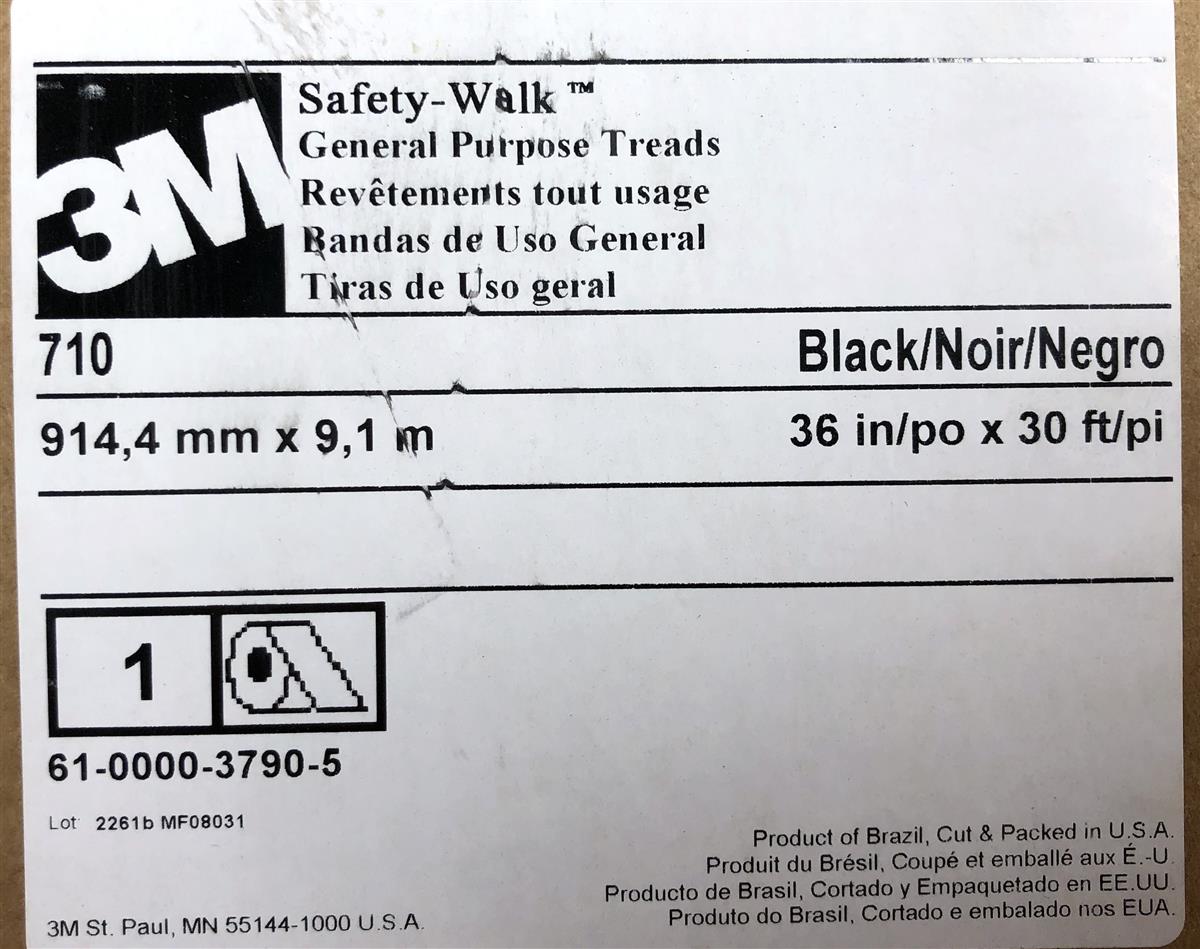 3M
Safety-Walk™
General Purpose Treads
Revêtements tout usage
Bandas de Uso General
Tiras de Uso geral
710
Black/Noir/Negro
914,4 mm x 9,1 m
36 in/po x 30 ft/pi
1
61-0000-3790-5
Lot 2261b MF08031
Product of Brazil, Cut & Packed in U.S.A.
Produit du Brésil, Coupé et emballé aux É.-U.
Producto de Brasil, Cortado y Empaquetado en EE.UU.
Produto do Brasil, Cortado e embalado nos EUA.
3M St. Paul, MN 55144-1000 U.S.A.